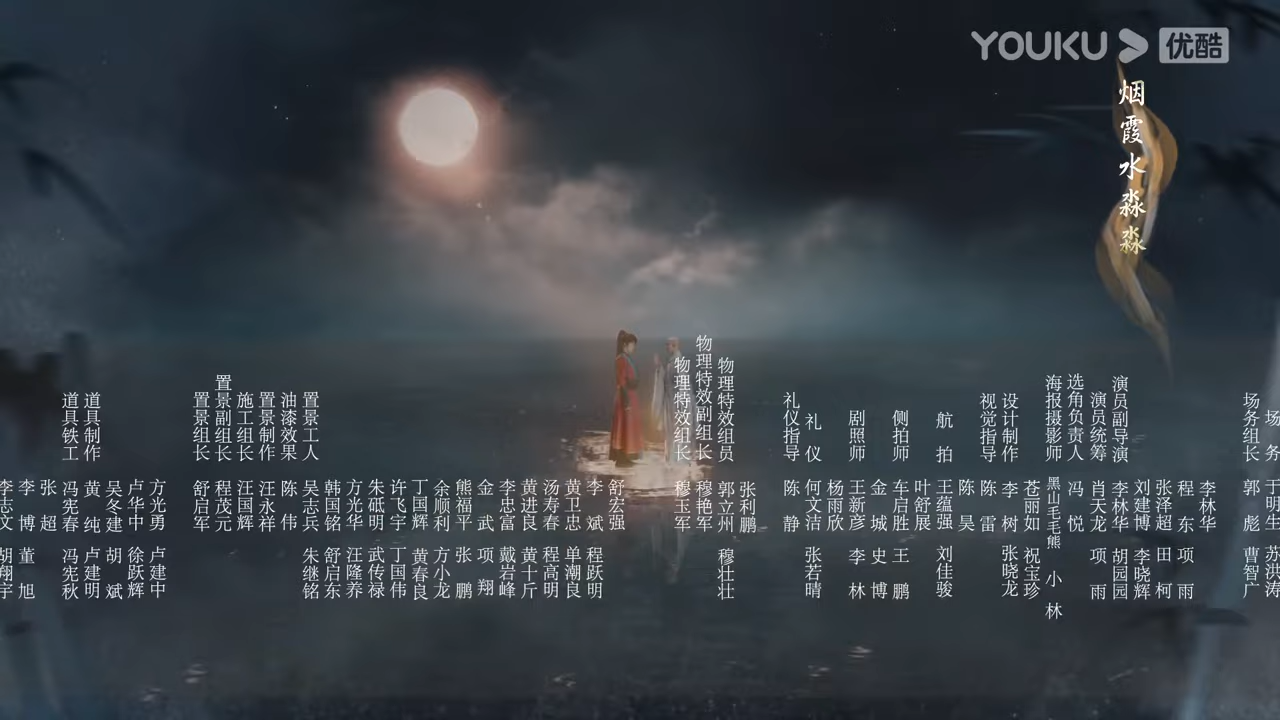 YOUKU 优酷
烟霞水淼淼
李志文 胡翔宇
李 博 董 旭
张 超
道具铁工 冯宪春 冯宪秋
道具制作 黄 纯 卢建明
吴冬建 胡 斌
卢华中 徐跃辉
方光勇 卢建中
置景组长 舒启军
置景副组长 程茂元
施工组长 汪国辉
置景制作 汪永祥
油漆效果 陈 伟
置景工人 吴志兵 朱继铭
韩国铭 舒启东
方光华 汪隆养
朱砥明 武传禄
许飞宇 丁国伟
丁国辉 黄春良
余顺利 方小龙
熊福平 张 鹏
金 武 项 翔
李忠富 戴岩峰
黄进良 黄十斤
汤寿春 程高明
黄卫忠 单潮良
李 斌 程跃明
舒宏强
物理特效组长 穆玉军
物理特效副组长 穆艳军
物理特效组员 郭立州 穆壮壮
张利鹏
礼仪指导 陈 静
礼 仪 何文洁 张若晴
杨雨欣
剧照师 王新彦 李 林
金 城 史 博
侧拍师 车启胜 王 鹏
叶舒展
航 拍 王蕴强 刘佳骏
陈 昊
视觉指导 陈 雷
设计制作 李 树 张晓龙
苍丽如 祝玉珍
海报摄影师 黑山毛毛熊 小 林
选角负责人 冯 悦
演员统筹 肖天龙 项 雨
演员副导演 李林华 胡园园
刘建博 李晓辉
张泽超 田 柯
程 东 项 雨
李林华
场务组长 郭 彪 曹智广
场 务 于明生 苏洪涛